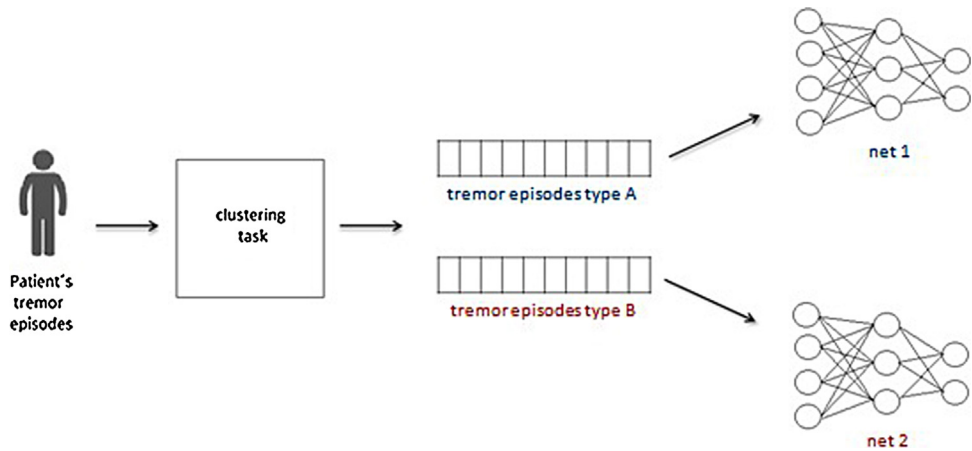 Patient´s
tremor
episodes
clustering
task
tremor episodes type A
tremor episodes type B
net 1
net 2